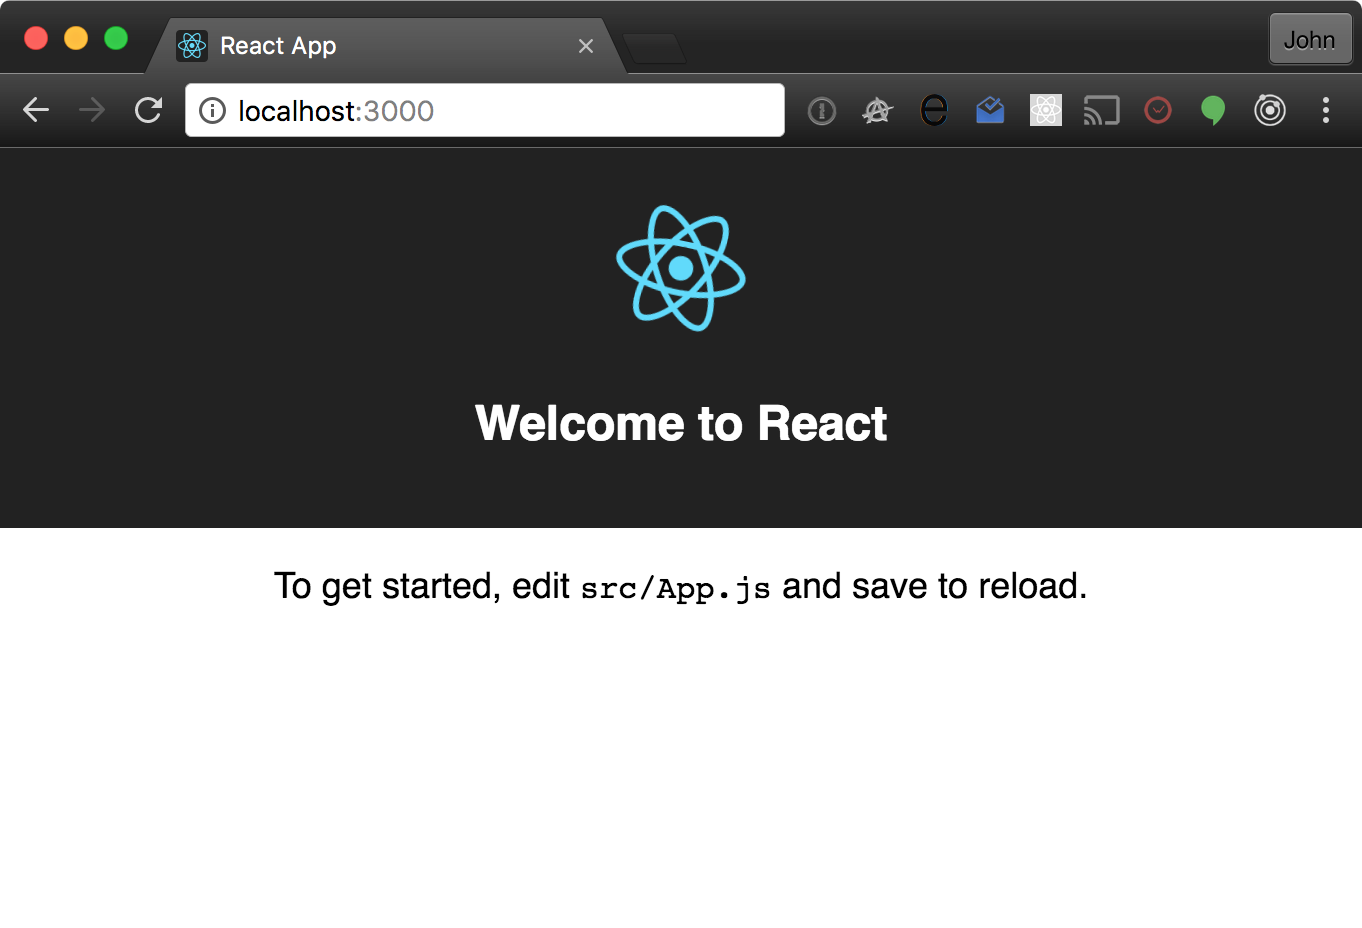 React App
John
localhost:3000
Welcome to React
To get started, edit src/App.js and save to reload.